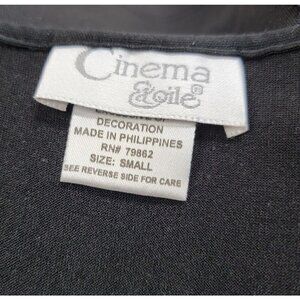 Cinema
Etoile®
DECORATION
MADE IN PHILIPPINES
RN# 79862
SIZE: SMALL
SEE REVERSE SIDE FOR CARE